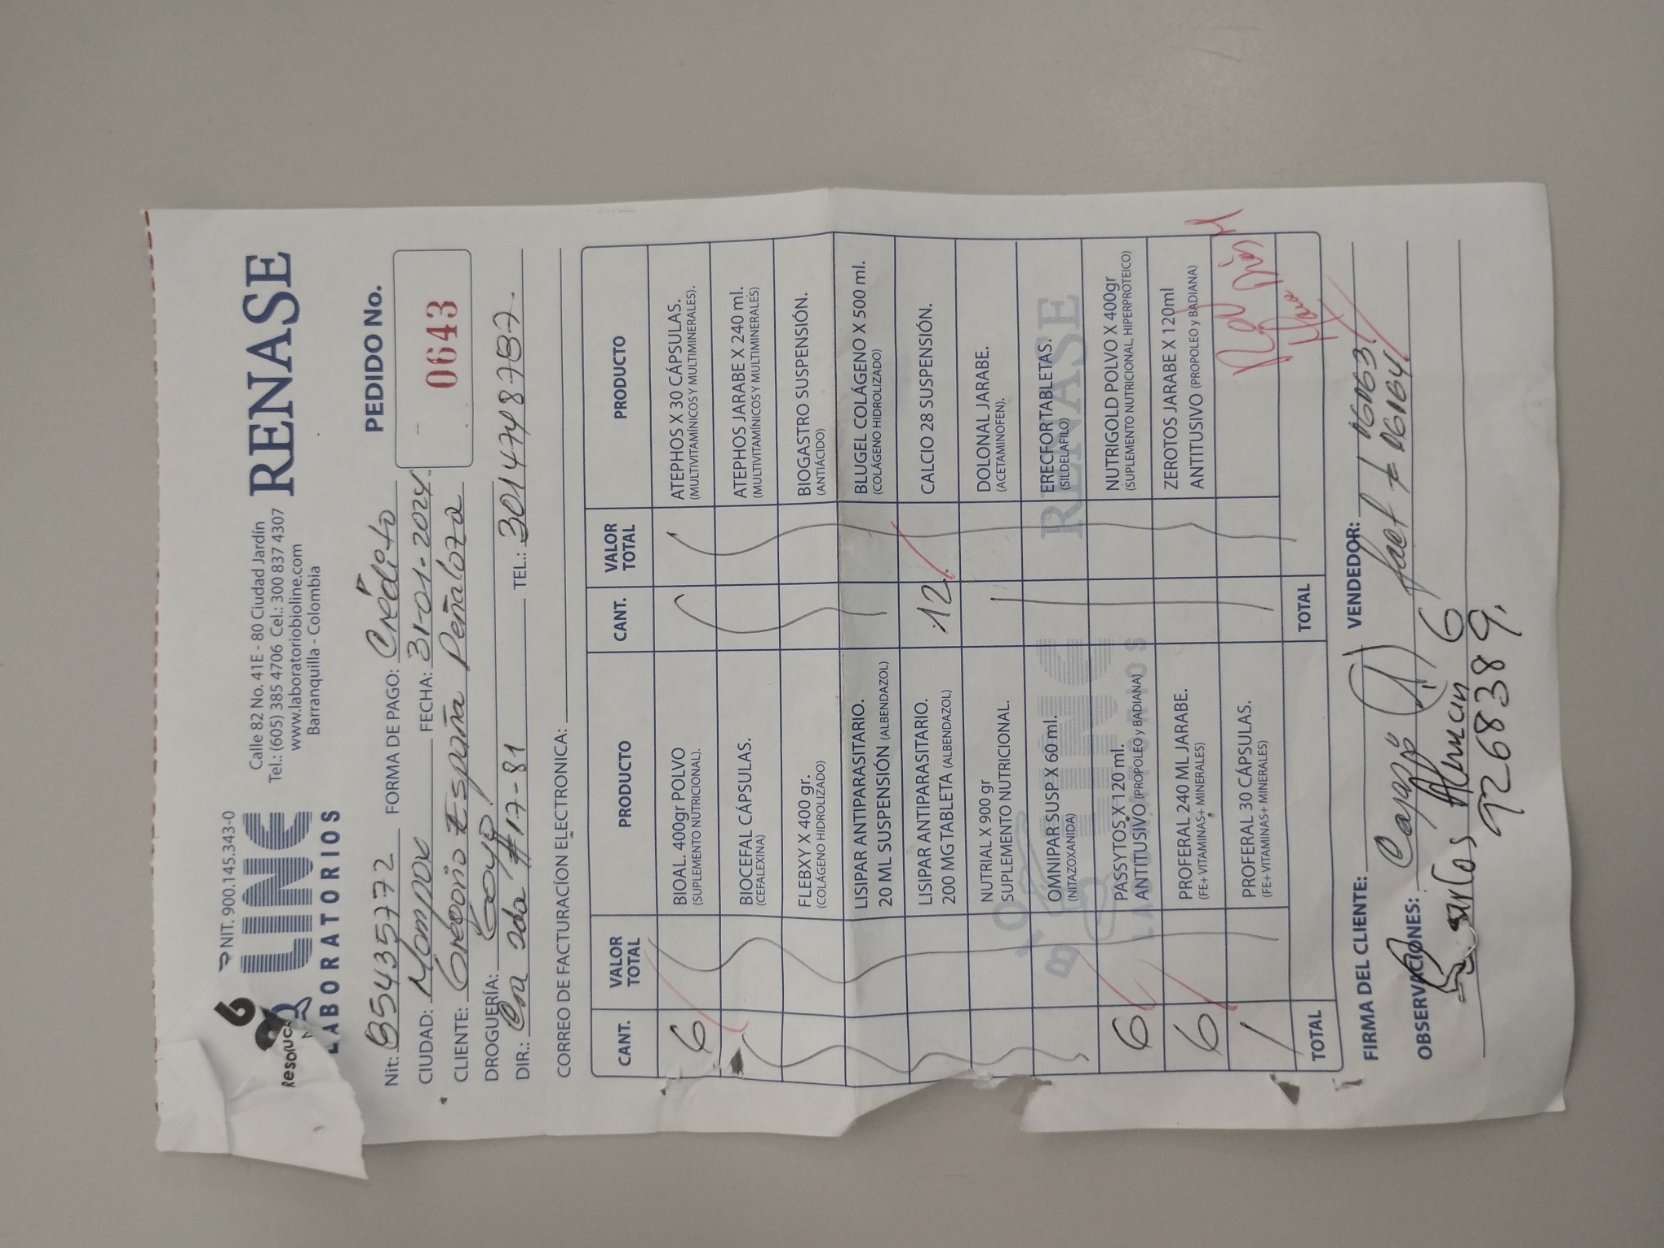 NIT. 900.145.343-0
LABORATORIOS
Calle 82 No. 41E - 80 Ciudad Jardín
Tel.: (605) 385 4706 Cel.: 300 837 4307
www.laboratoriobioline.com
Barranquilla - Colombia
RENASE
Nit: 85435772 FORMA DE PAGO: Crédito
PEDIDO No.
0643
CIUDAD: Mompox FECHA: 31-01-2024
CLIENTE: Gregorio España Peñaloza
DROGUERÍA: Goyo
DIR.: Cra 2da #17-81 TEL.: 3014748787.
CORREO DE FACTURACÍON ELECTRONICA:
CANT. VALOR TOTAL PRODUCTO CANT. VALOR TOTAL PRODUCTO
6 BIOAL. 400gr POLVO
(SUPLEMENTO NUTRICIONAL).
ATEPHOS X 30 CÁPSULAS.
(MULTIVITAMÍNICOS Y MULTIMINERALES).
BIOCEFAL CÁPSULAS.
(CEFALEXINA)
ATEPHOS JARABE X 240 ml.
(MULTIVITAMÍNICOS Y MULTIMINERALES)
FLEBXY X 400 gr.
(COLÁGENO HIDROLIZADO)
BIOGASTRO SUSPENSIÓN.
(ANTIÁCIDO)
LISIPAR ANTIPARASITARIO.
20 ML SUSPENSIÓN (ALBENDAZOL)
BLUGEL COLÁGENO X 500 ml.
(COLÁGENO HIDROLIZADO)
LISIPAR ANTIPARASITARIO.
200 MG TABLETA (ALBENDAZOL)
12 CALCIO 28 SUSPENSIÓN.
NUTRIAL X 900 gr
SUPLEMENTO NUTRICIONAL.
DOLONAL JARABE.
(ACETAMINOFEN).
OMNIPAR SUSP X 60 ml.
(NITAZOXANIDA)
ERECFORTABLETAS.
(SILDELAFILO)
6 PASSYTOS X 120 ml.
ANTITUSIVO (PROPOLEO y BADIANA)
NUTRIGOLD POLVO X 400gr
(SUPLEMENTO NUTRICIONAL, HIPERPROTEICO)
6 PROFERAL 240 ML JARABE.
(FE+ VITAMINAS+ MINERALES)
ZEROTOS JARABE X 120ml
ANTITUSIVO (PROPOLEO y BADIANA)
PROFERAL 30 CÁPSULAS.
(FE+ VITAMINAS+ MINERALES)
TOTAL TOTAL
FIRMA DEL CLIENTE: VENDEDOR:
OBSERVACIONES:
Carlos
9268389.
BIOLINE
LABORATORIOS
RENASE